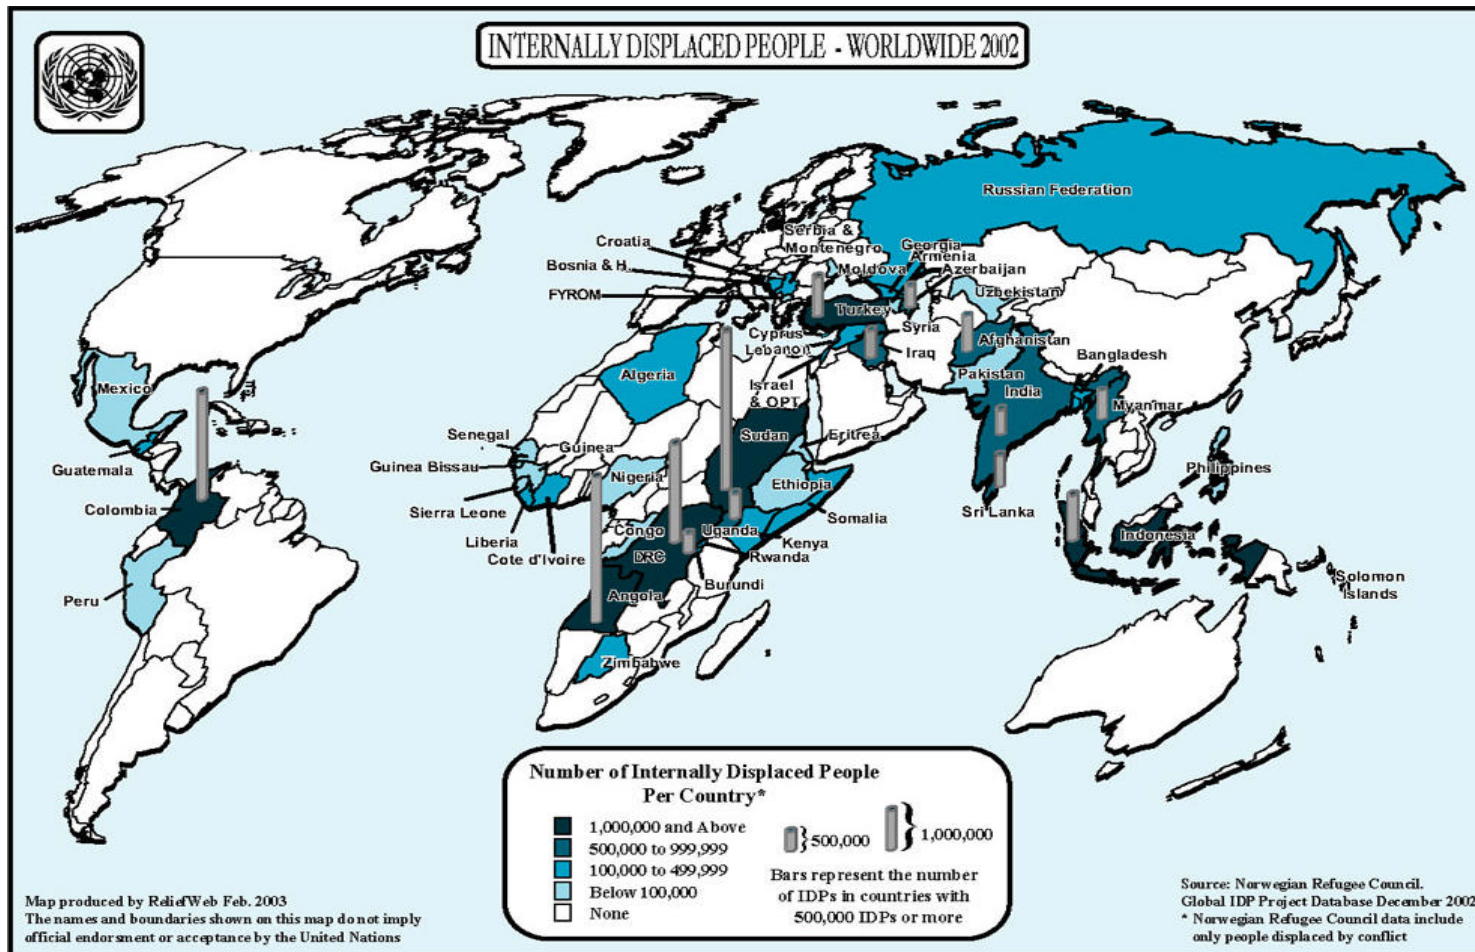 INTERNALLY DISPLACED PEOPLE - WORLDWIDE 2002
Russian Federation
Serbia &
Montenegro
Croatia
Georgia
Armenia
Bosnia & H.
Moldova
Azerbaijan
FYROM
Uzbekistan
Turkey
Cyprus
Syria
Lebanon
Iraq
Afghanistan
Bangladesh
Israel
& OPT
Pakistan
India
Myanmar
Mexico
Algeria
Guatemala
Senegal
Guinea
Sudan
Eritrea
Guinea Bissau
Nigeria
Ethiopia
Philippines
Colombia
Sierra Leone
Somalia
Sri Lanka
Liberia
Congo
Uganda
Kenya
Indonesia
Cote d'Ivoire
DRC
Rwanda
Burundi
Solomon
Islands
Peru
Angola
Zimbabwe
Number of Internally Displaced People
Per Country*
1,000,000 and Above
500,000 to 999,999
100,000 to 499,999
Below 100,000
None
500,000
1,000,000
Bars represent the number
of IDPs in countries with
500,000 IDPs or more
Map produced by ReliefWeb Feb. 2003
The names and boundaries shown on this map do not imply
official endorsment or acceptance by the United Nations
Source: Norwegian Refugee Council.
Global IDP Project Database December 2002
* Norwegian Refugee Council data include
only people displaced by conflict